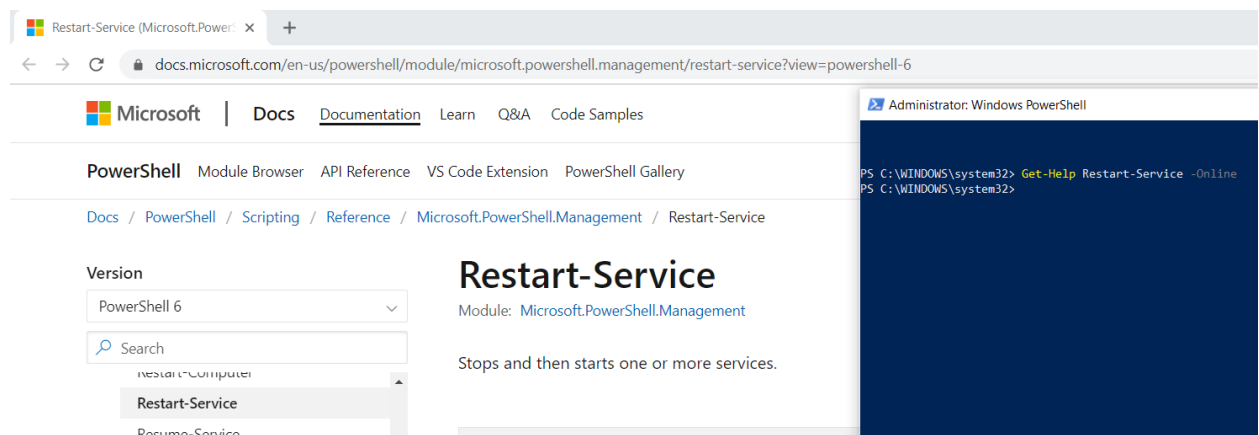 Restart-Service (Microsoft.PowerS
docs.microsoft.com/en-us/powershell/module/microsoft.powershell.management/restart-service?view=powershell-6
Microsoft | Docs Documentation Learn Q&A Code Samples
PowerShell Module Browser API Reference VS Code Extension PowerShell Gallery
Docs / PowerShell / Scripting / Reference / Microsoft.PowerShell.Management / Restart-Service
Version
PowerShell 6
Search
Restart-Computer
Restart-Service
Resume-Service
Restart-Service
Module: Microsoft.PowerShell.Management
Stops and then starts one or more services.
Administrator: Windows PowerShell
PS C:\WINDOWS\system32> Get-Help Restart-Service -Online
PS C:\WINDOWS\system32>